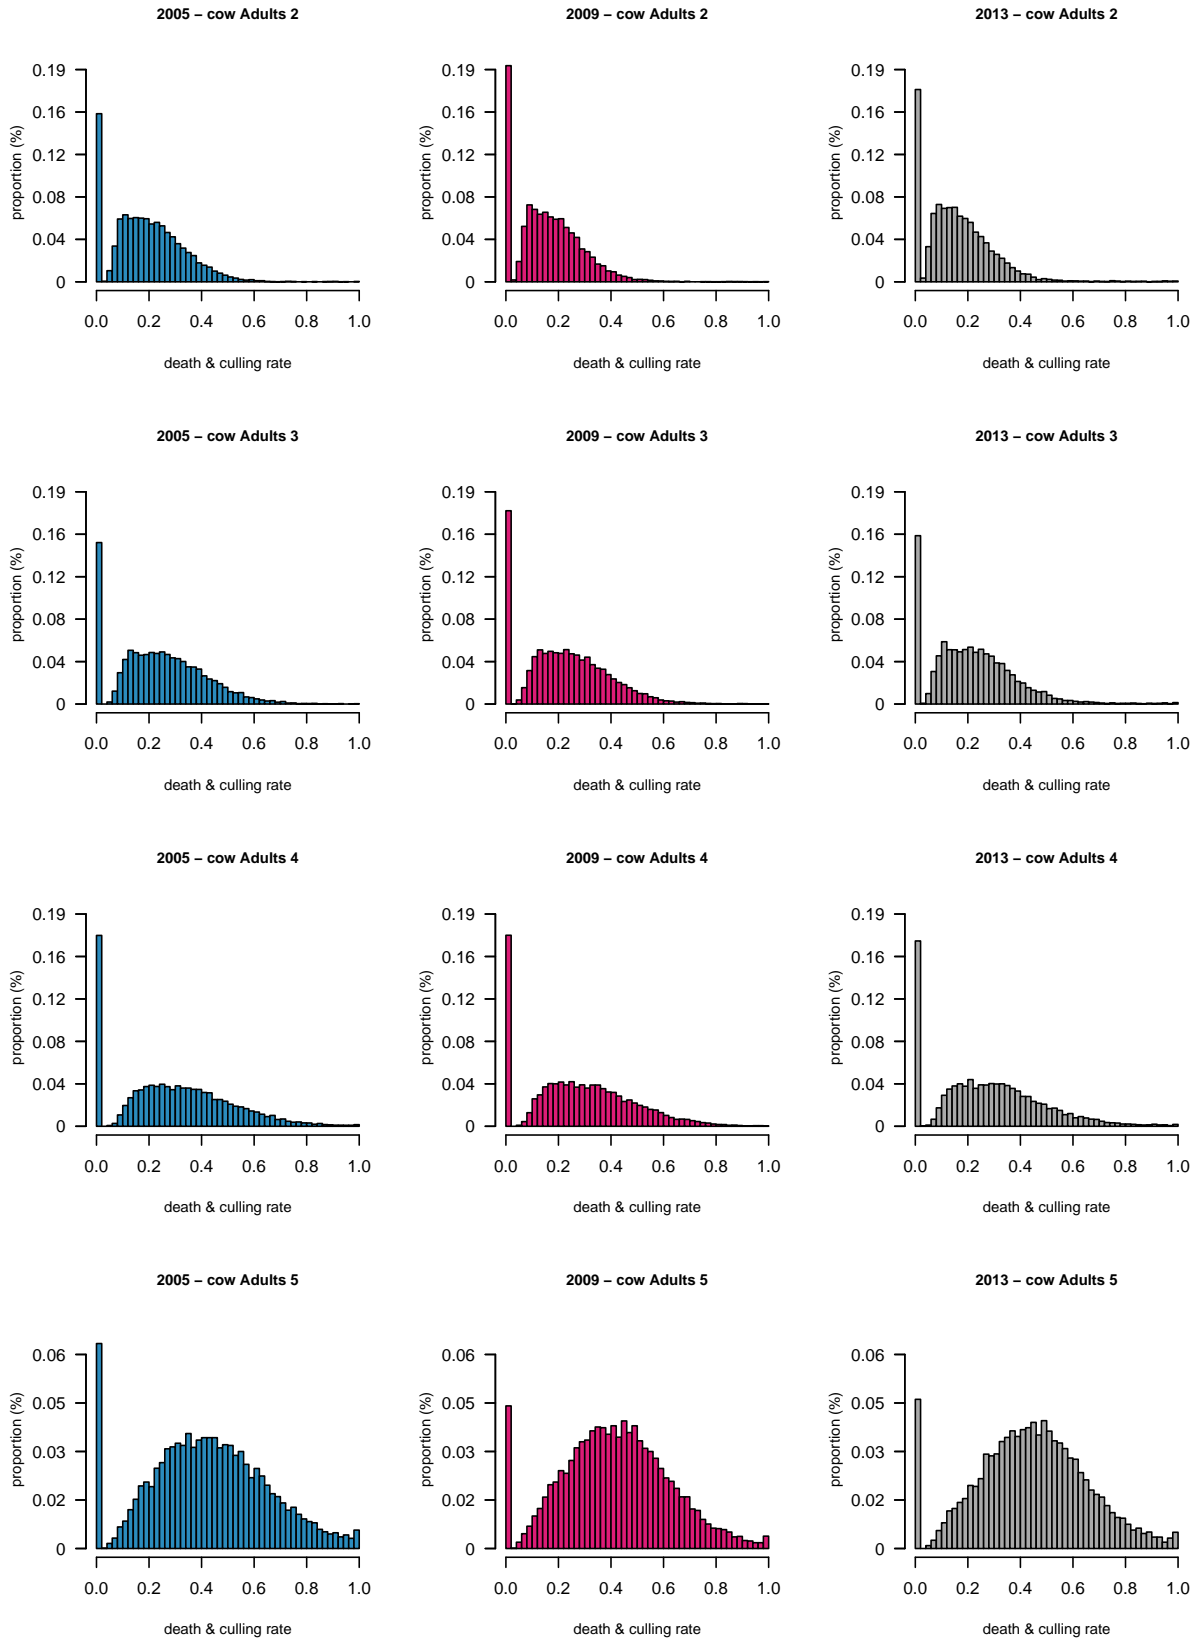 2005 – cow Adults 2
proportion (%)
0.19
0.16
0.12
0.08
0.04
0
0.0 0.2 0.4 0.6 0.8 1.0
death & culling rate
2009 – cow Adults 2
proportion (%)
0.19
0.16
0.12
0.08
0.04
0
0.0 0.2 0.4 0.6 0.8 1.0
death & culling rate
2013 – cow Adults 2
proportion (%)
0.19
0.16
0.12
0.08
0.04
0
0.0 0.2 0.4 0.6 0.8 1.0
death & culling rate
2005 – cow Adults 3
proportion (%)
0.19
0.16
0.12
0.08
0.04
0
0.0 0.2 0.4 0.6 0.8 1.0
death & culling rate
2009 – cow Adults 3
proportion (%)
0.19
0.16
0.12
0.08
0.04
0
0.0 0.2 0.4 0.6 0.8 1.0
death & culling rate
2013 – cow Adults 3
proportion (%)
0.19
0.16
0.12
0.08
0.04
0
0.0 0.2 0.4 0.6 0.8 1.0
death & culling rate
2005 – cow Adults 4
proportion (%)
0.19
0.16
0.12
0.08
0.04
0
0.0 0.2 0.4 0.6 0.8 1.0
death & culling rate
2009 – cow Adults 4
proportion (%)
0.19
0.16
0.12
0.08
0.04
0
0.0 0.2 0.4 0.6 0.8 1.0
death & culling rate
2013 – cow Adults 4
proportion (%)
0.19
0.16
0.12
0.08
0.04
0
0.0 0.2 0.4 0.6 0.8 1.0
death & culling rate
2005 – cow Adults 5
proportion (%)
0.06
0.05
0.03
0.02
0
0.0 0.2 0.4 0.6 0.8 1.0
death & culling rate
2009 – cow Adults 5
proportion (%)
0.06
0.05
0.03
0.02
0
0.0 0.2 0.4 0.6 0.8 1.0
death & culling rate
2013 – cow Adults 5
proportion (%)
0.06
0.05
0.03
0.02
0
0.0 0.2 0.4 0.6 0.8 1.0
death & culling rate